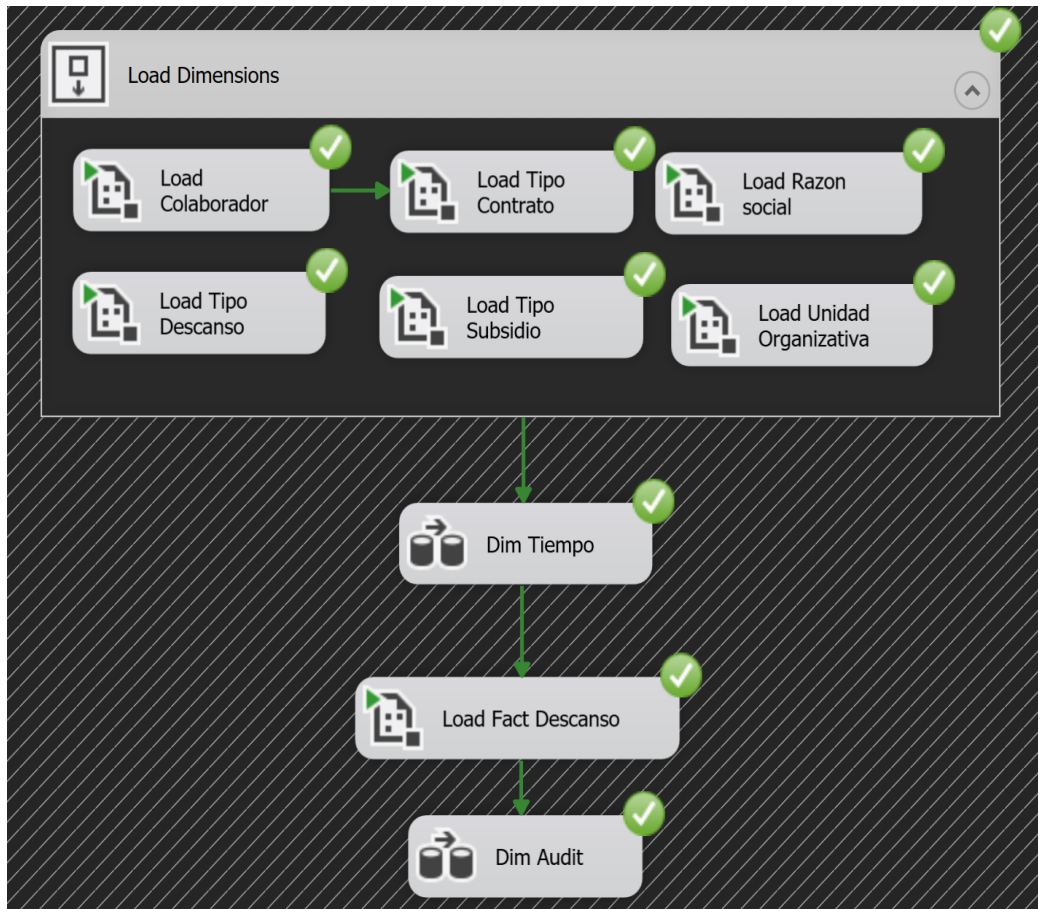 Load Dimensions
Load
Colaborador
Load Tipo
Contrato
Load Razon
social
Load Tipo
Descanso
Load Tipo
Subsidio
Load Unidad
Organizativa
Dim Tiempo
Load Fact Descanso
Dim Audit